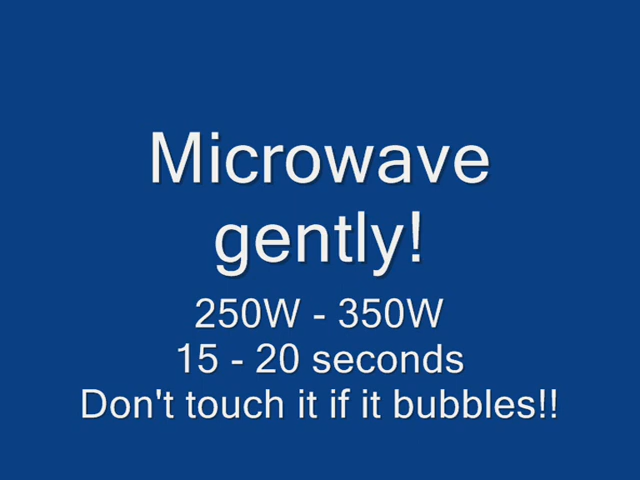 Microwave
gently!
250W - 350W
15 - 20 seconds
Don't touch it if it bubbles!!